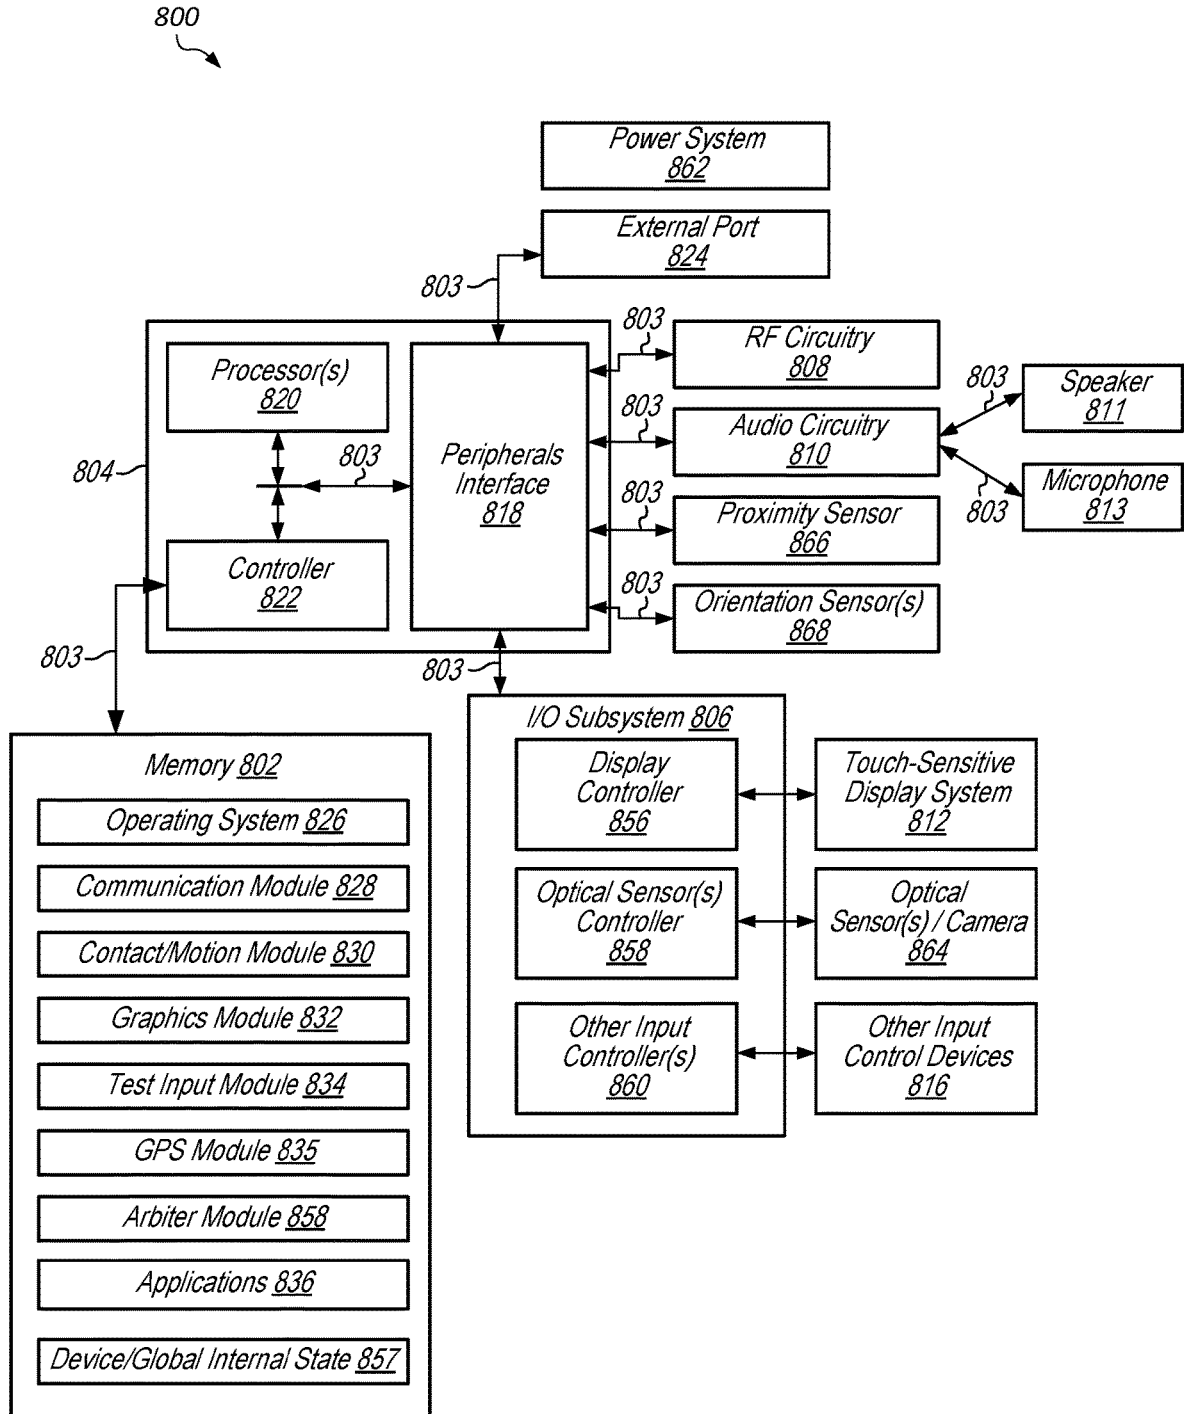 800
Power System
862
External Port
824
803
804
Processor(s)
820
803
Controller
822
Peripherals
Interface
818
803
RF Circuitry
808
803
Audio Circuitry
810
803
Speaker
811
803
Microphone
813
803
Proximity Sensor
866
803
Orientation Sensor(s)
868
803
803
Memory 802
Operating System 826
Communication Module 828
Contact/Motion Module 830
Graphics Module 832
Test Input Module 834
GPS Module 835
Arbiter Module 858
Applications 836
Device/Global Internal State 857
I/O Subsystem 806
Display
Controller
856
Touch-Sensitive
Display System
812
Optical Sensor(s)
Controller
858
Optical
Sensor(s) / Camera
864
Other Input
Controller(s)
860
Other Input
Control Devices
816